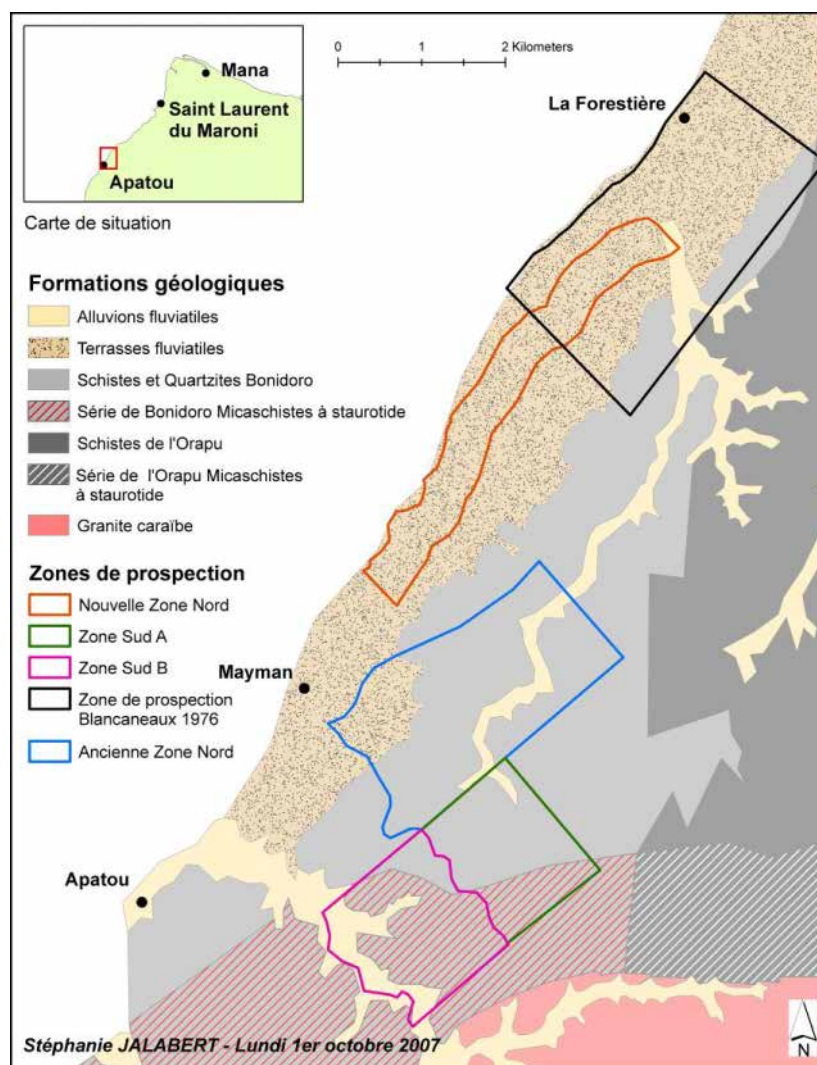 0 1 2 Kilometers
Mana
Saint Laurent
du Maroni
Apatou
Carte de situation
La Forestière
Formations géologiques
Alluvions fluviatiles
Terrasses fluviatiles
Schistes et Quartzites Bonidoro
Série de Bonidoro Micaschistes à staurotide
Schistes de l'Orapu
Série de l'Orapu Micaschistes
à staurotide
Granite caraïbe
Zones de prospection
Nouvelle Zone Nord
Zone Sud A
Zone Sud B
Zone de prospection
Blancaneaux 1976
Ancienne Zone Nord
Mayman
Apatou
Stéphanie JALABERT - Lundi 1er octobre 2007
N